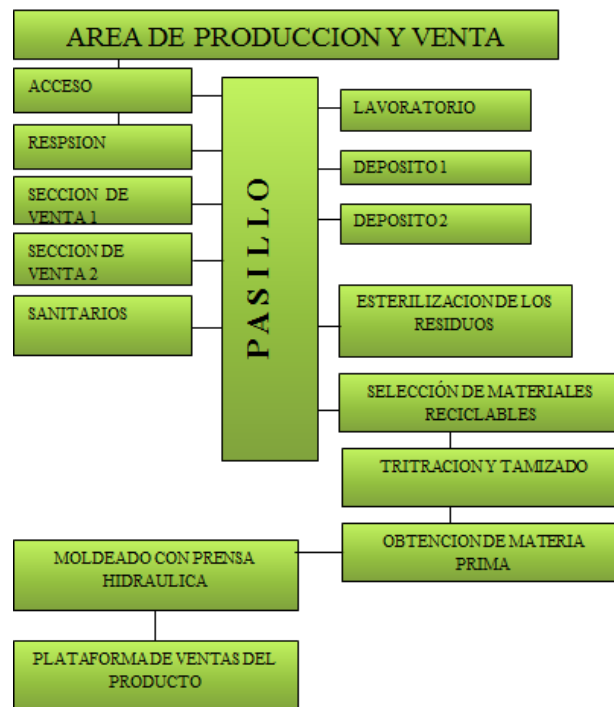 AREA DE PRODUCCION Y VENTA
ACCESO
RESPSION
SECCION DE
VENTA 1
SECCION DE
VENTA 2
SANITARIOS
PASILLO
LAVORATORIO
DEPOSITO 1
DEPOSITO 2
ESTERILIZACION DE LOS
RESIDUOS
SELECCIÓN DE MATERIALES
RECICLABLES
TRITRACION Y TAMIZADO
OBTENCION DE MATERIA
PRIMA
MOLDEADO CON PRENSA
HIDRAULICA
PLATAFORMA DE VENTAS DEL
PRODUCTO